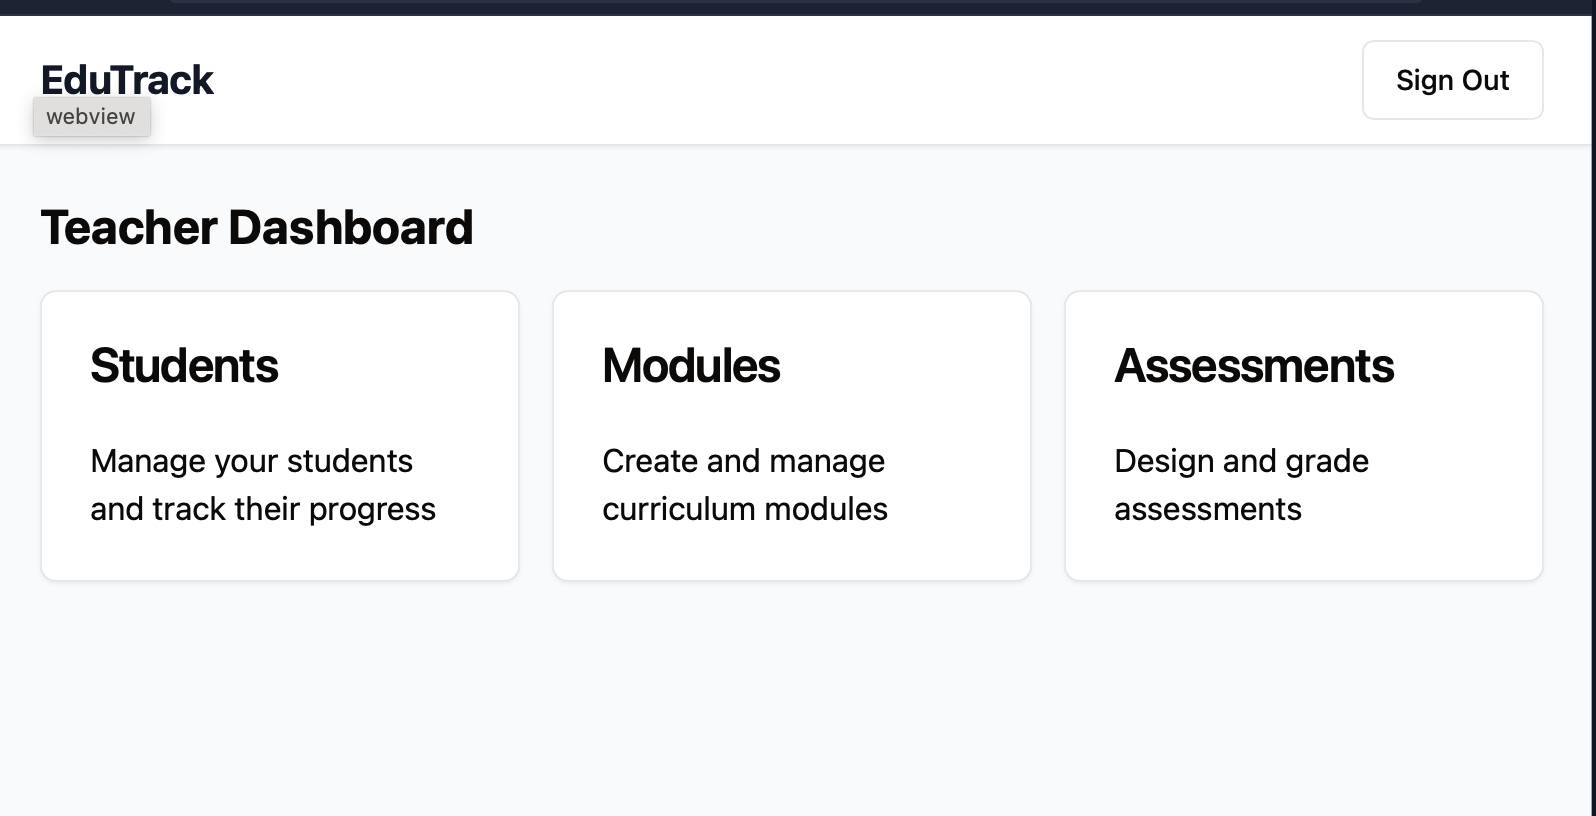 EduTrack
Sign Out
webview
Teacher Dashboard
Students
Manage your students
and track their progress
Modules
Create and manage
curriculum modules
Assessments
Design and grade
assessments